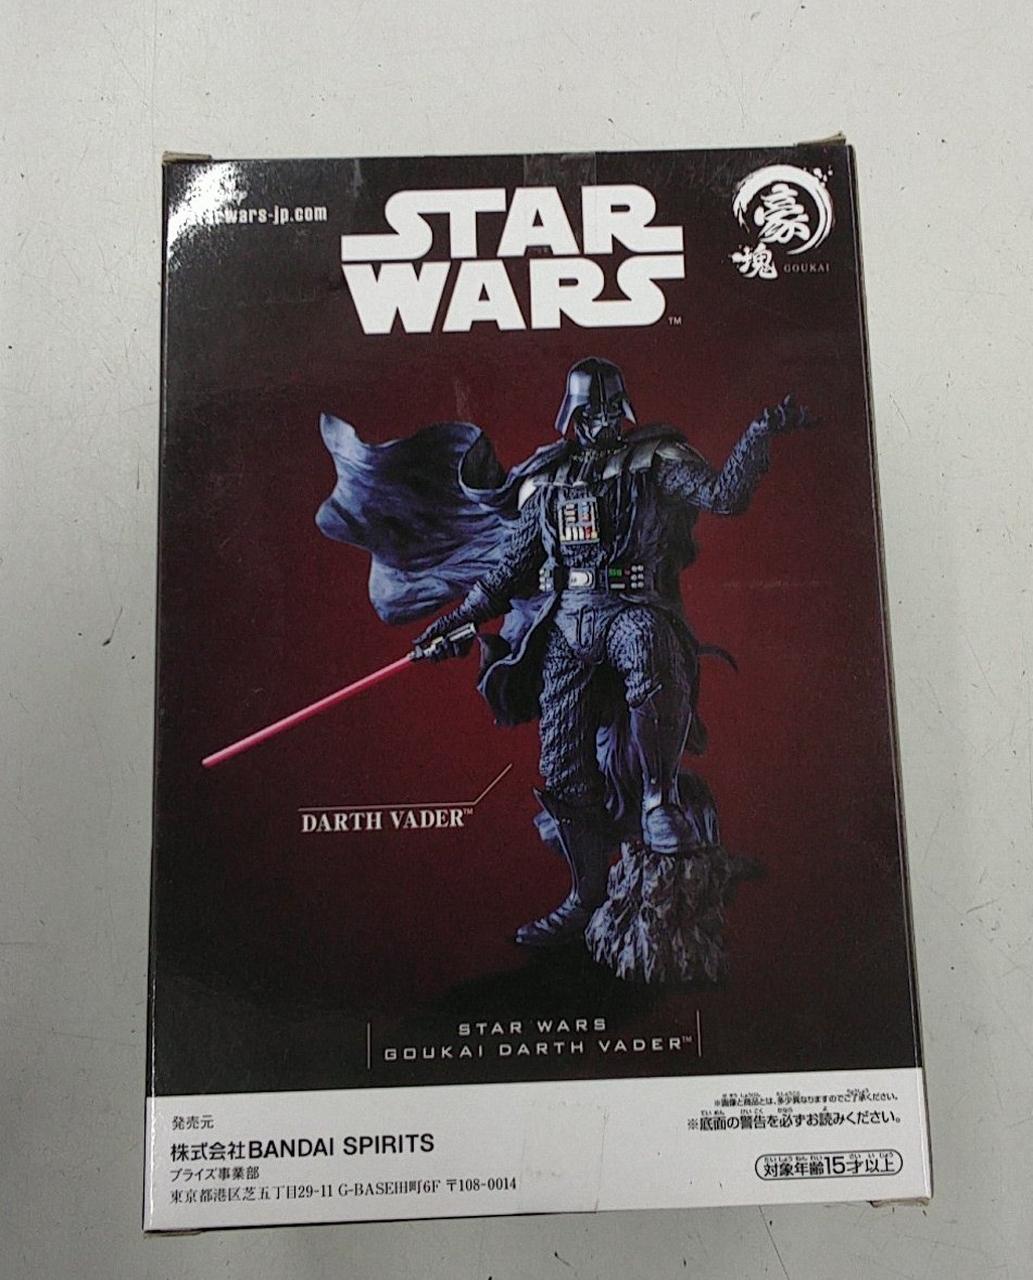 starwars-jp.com
STAR
WARS
TM
豪
塊 GOUKAI
DARTH VADER™
STAR WARS
GOUKAI DARTH VADER™
発売元
株式会社BANDAI SPIRITS
プライズ事業部
東京都港区芝五丁目29-11 G-BASE田町6F 〒108-0014
※画像と商品とは、多少異なりますのでご了承ください。
※底面の警告を必ずお読みください。
対象年齢15才以上